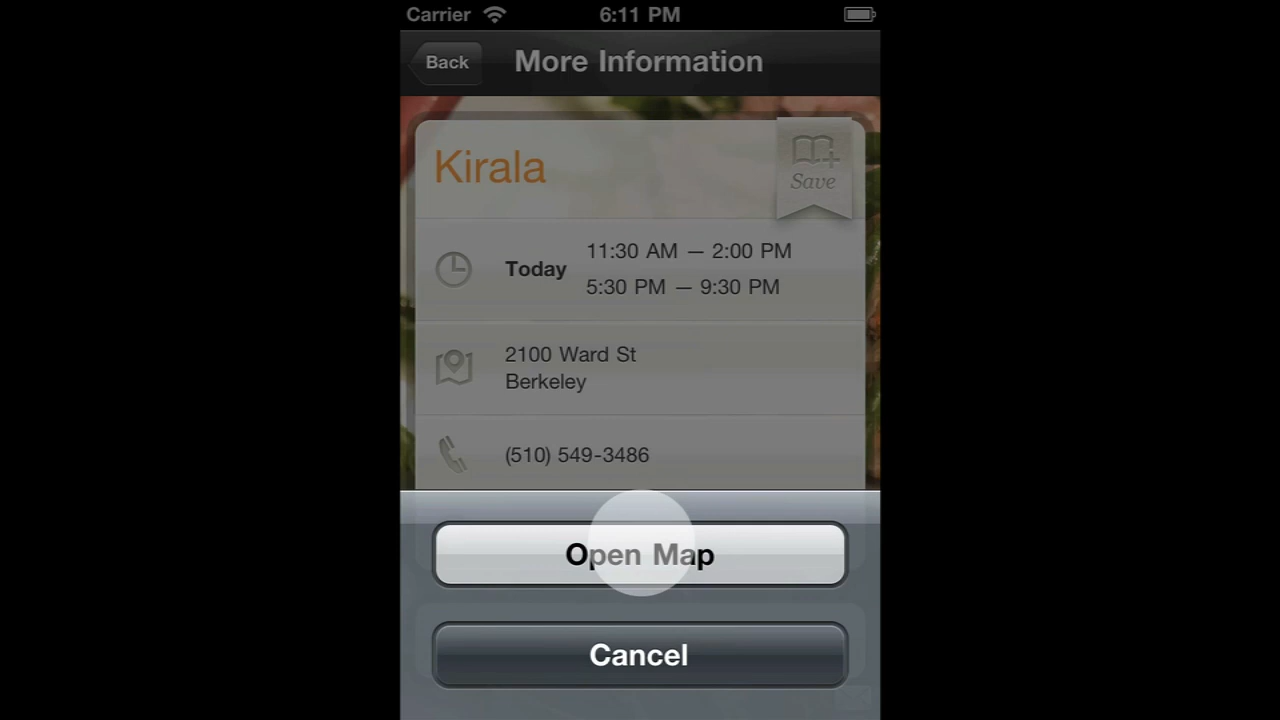 Carrier 6:11 PM
Back More Information
Kirala
Save
Today 11:30 AM — 2:00 PM
5:30 PM — 9:30 PM
2100 Ward St
Berkeley
(510) 549-3486
Open Map
Cancel